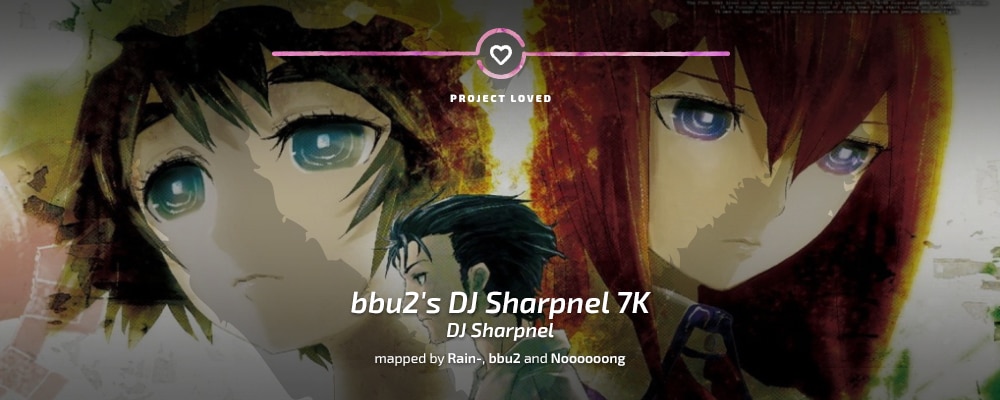 PROJECT LOVED
bbu2's DJ Sharpnel 7K
DJ Sharpnel
mapped by Rain-, bbu2 and Noooooong